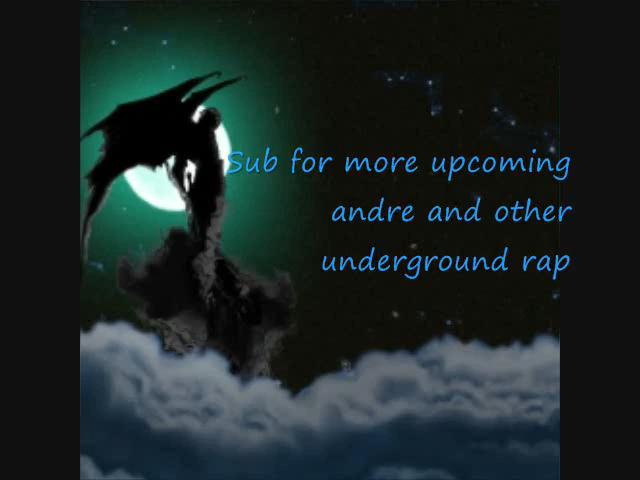 Sub for more upcoming
andre and other
underground rap